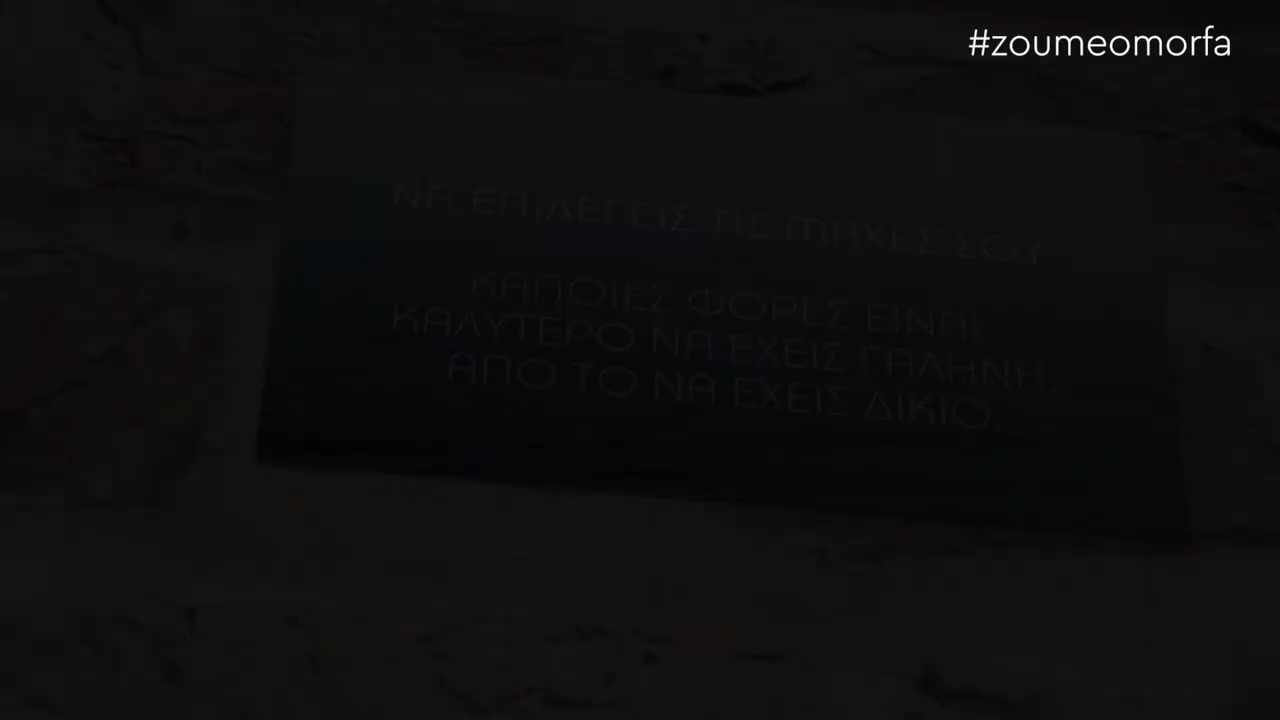 #zoumeomorfa
ΝΑ ΕΠΙΛΕΓΕΙΣ ΤΙΣ ΜΑΧΕΣ ΣΟΥ
ΚΑΠΟΙΕΣ ΦΟΡΕΣ ΕΙΝΑΙ
ΚΑΛΥΤΕΡΟ ΝΑ ΕΧΕΙΣ ΓΑΛΗΝΗ,
ΑΠΟ ΤΟ ΝΑ ΕΧΕΙΣ ΔΙΚΙΟ.